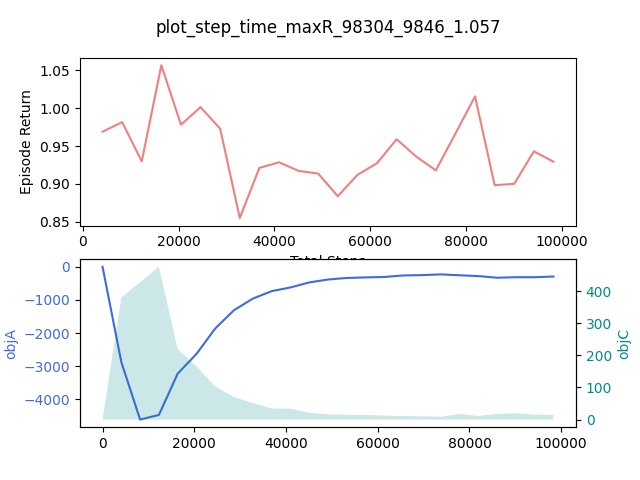 plot_step_time_maxR_98304_9846_1.057
Episode Return
1.05
1.00
0.95
0.90
0.85
0 20000 40000 60000 80000 100000
Total Steps
objA
0
−1000
−2000
−3000
−4000
400
300
200
100
0
objC
0 20000 40000 60000 80000 100000